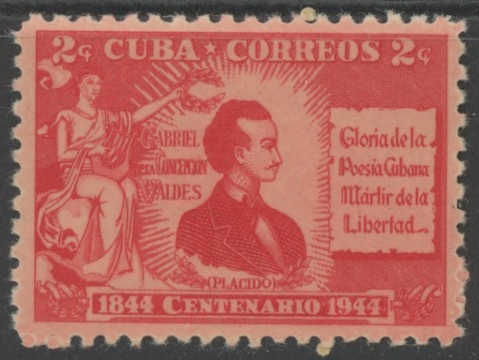 2¢ CUBA ★ CORREOS 2¢
GABRIEL
DE LA CONCEPCION
VALDES
Gloria de la
Poesía Cubana
Mártir de la
Libertad
(PLACIDO)
1844 CENTENARIO 1944